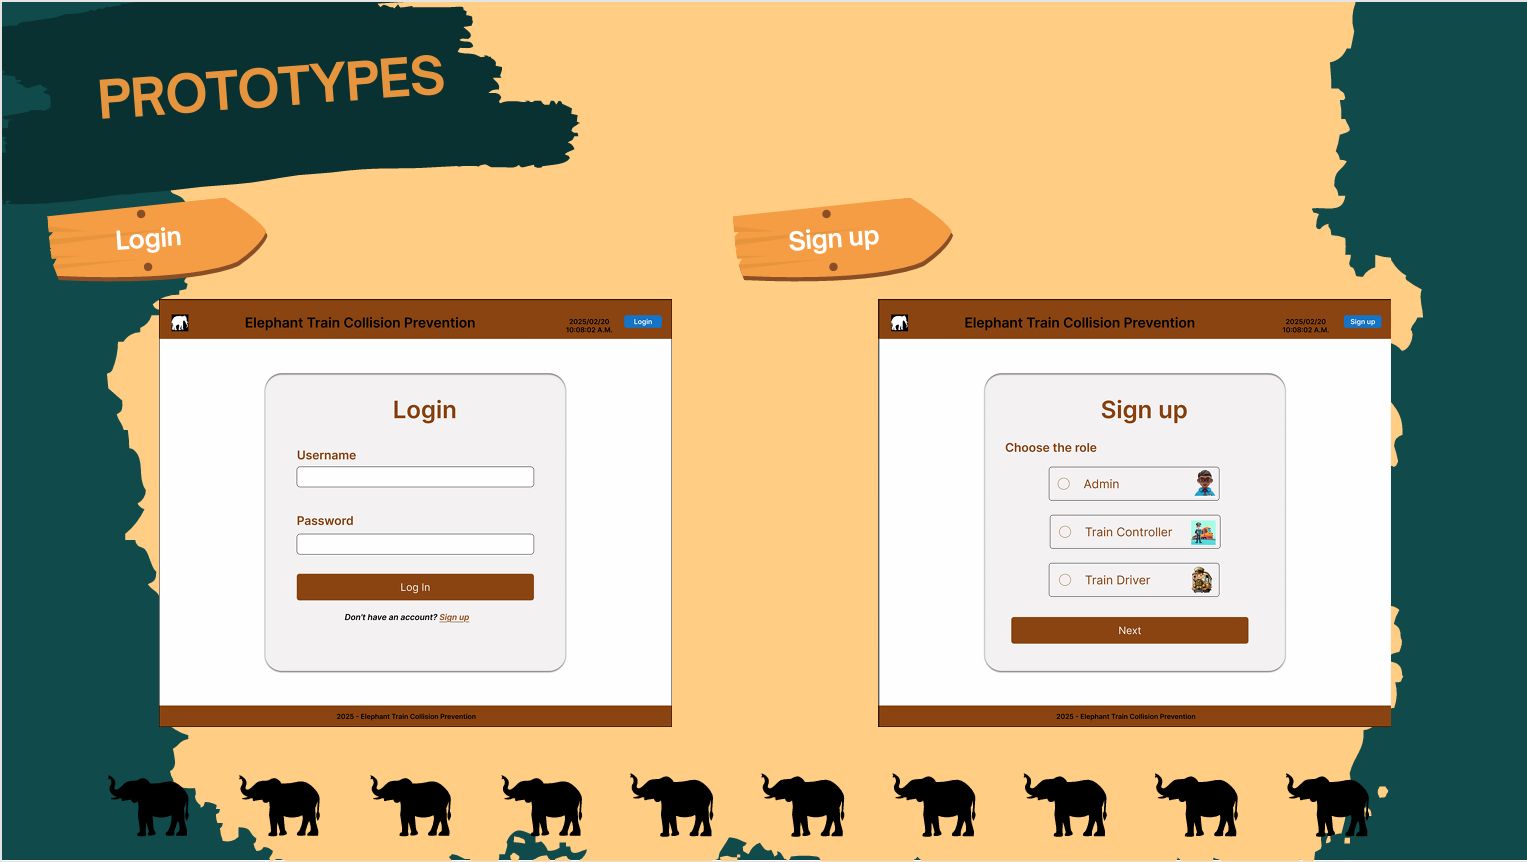 PROTOTYPES
Login
Sign up
Elephant Train Collision Prevention
2025/02/20
10:08:02 A.M.
Login
Login
Username
Password
Log In
Don't have an account? Sign up
2025 - Elephant Train Collision Prevention
Elephant Train Collision Prevention
2025/02/20
10:08:02 A.M.
Sign up
Sign up
Choose the role
Admin
Train Controller
Train Driver
Next
2025 - Elephant Train Collision Prevention